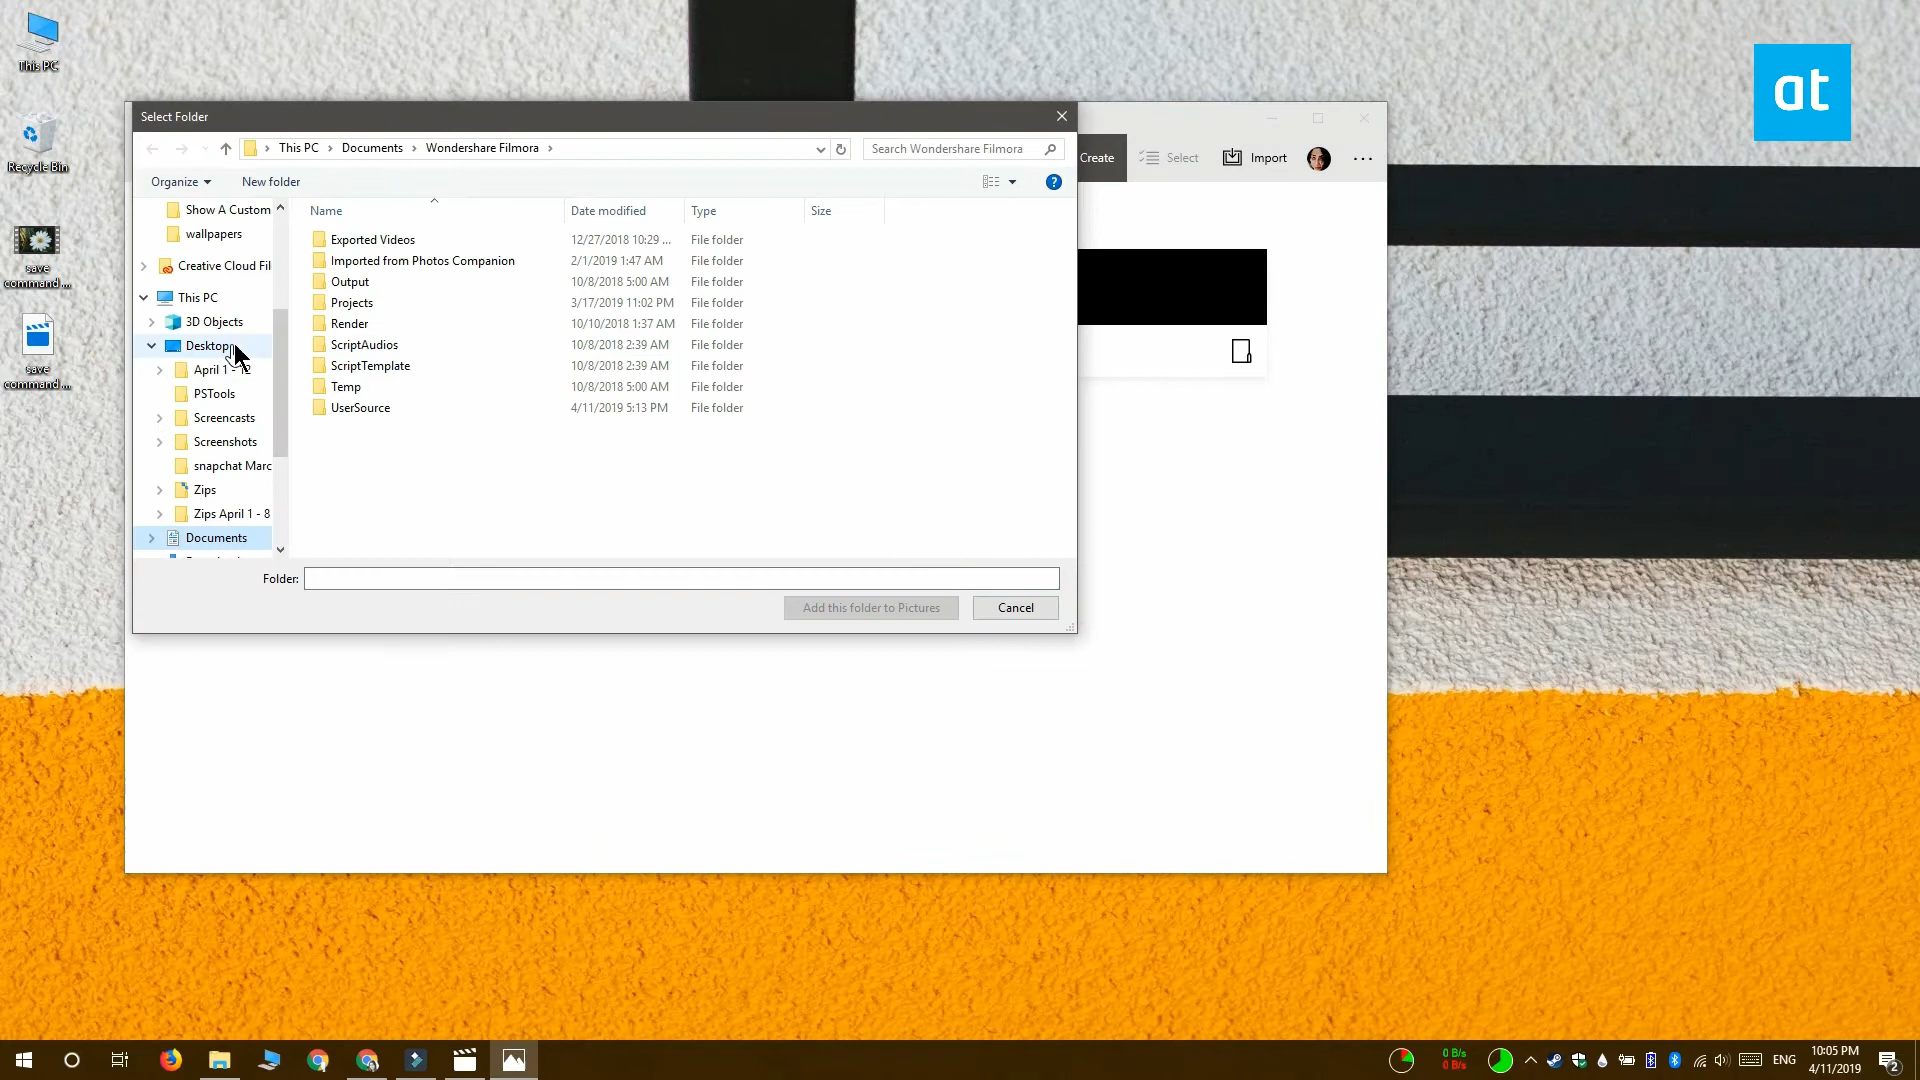 This PC
at
Select Folder
This PC
Documents
Wondershare Filmora
Search Wondershare Filmora
Create
Select
Import
Recycle Bin
Organize
New folder
Show A Custom
wallpapers
Name
Date modified
Type
Size
Exported Videos 12/27/2018 10:29 ... File folder
Imported from Photos Companion 2/1/2019 1:47 AM File folder
Output 10/8/2018 5:00 AM File folder
Projects 3/17/2019 11:02 PM File folder
Render 10/10/2018 1:37 AM File folder
ScriptAudios 10/8/2018 2:39 AM File folder
ScriptTemplate 10/8/2018 2:39 AM File folder
Temp 10/8/2018 5:00 AM File folder
UserSource 4/11/2019 5:13 PM File folder
Creative Cloud Fil
This PC
3D Objects
Desktop
April 1 -
PSTools
Screencasts
Screenshots
snapchat Marc
Zips
Zips April 1 - 8
Documents
save
command ...
save
command ...
Folder:
Add this folder to Pictures
Cancel
0 B/s
0 B/s
ENG
10:05 PM
4/11/2019
2